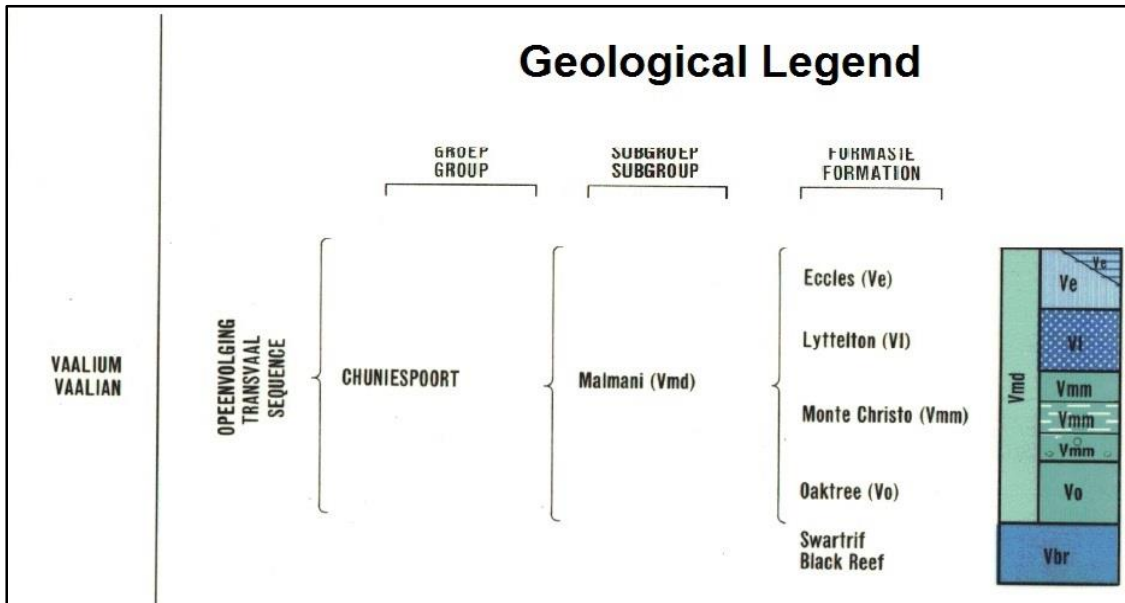 Geological Legend
GROEP
GROUP
SUBGROEP
SUBGROUP
FORMASIE
FORMATION
VAALIUM
VAALIAN
OPEENVOLGING
TRANSVAAL
SEQUENCE
CHUNIESPOORT
Malmani (Vmd)
Eccles (Ve)
Lyttelton (Vl)
Monte Christo (Vmm)
Oaktree (Vo)
Swartrif
Black Reef
Vmd
Ve
Ve
Vl
Vmm
Vmm
Vmm
Vo
Vbr